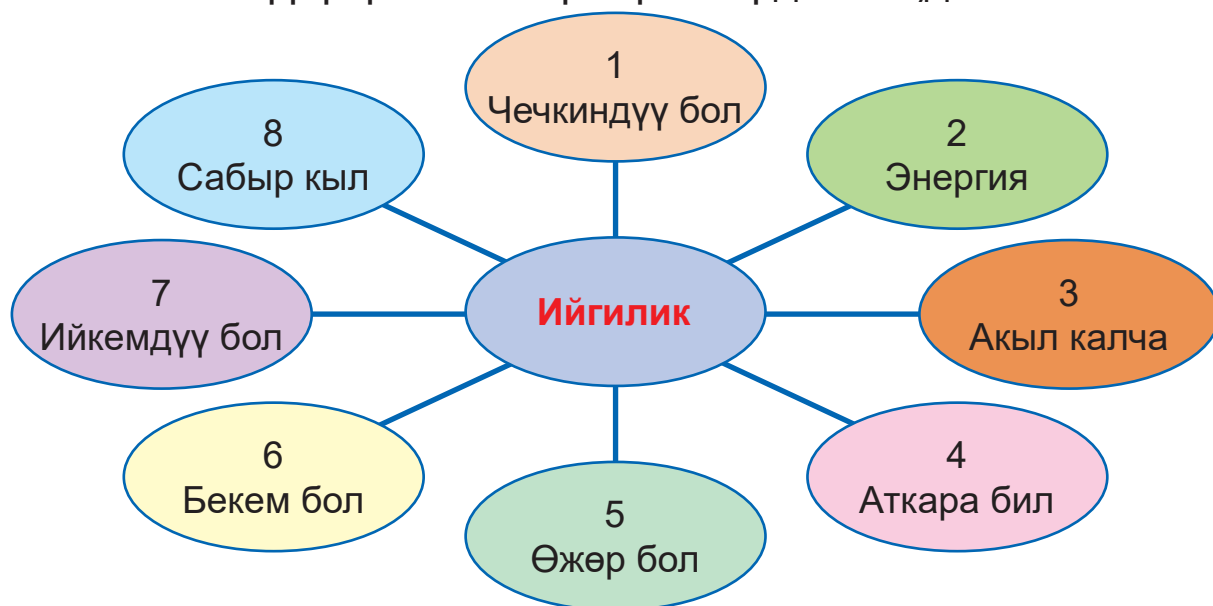 1
Чечкиндүү бол
2
Энергия
3
Акыл калча
4
Аткара бил
5
Өжөр бол
6
Бекем бол
7
Ийкемдүү бол
8
Сабыр кыл
Ийгилик